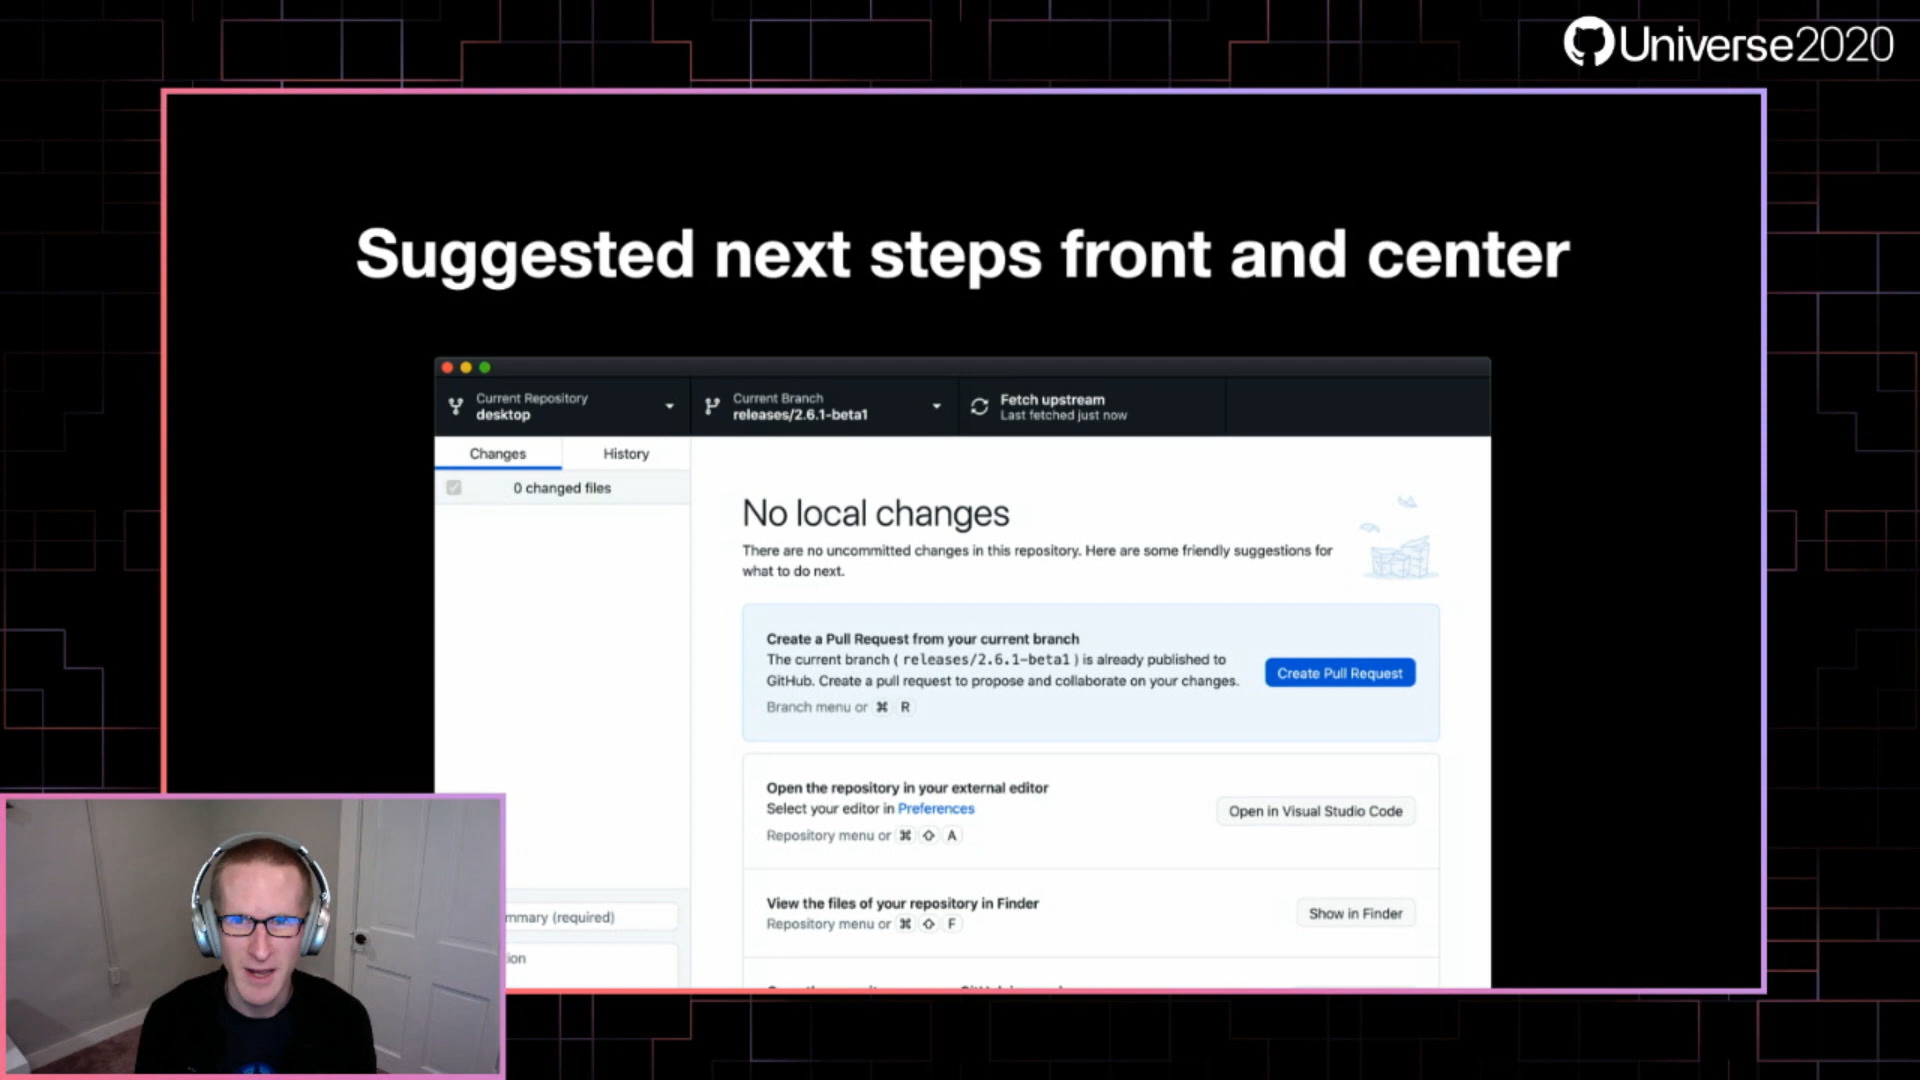 Universe2020
Suggested next steps front and center
Current Repository
desktop
Current Branch
releases/2.6.1-beta1
Fetch upstream
Last fetched just now
Changes
History
0 changed files
No local changes
There are no uncommitted changes in this repository. Here are some friendly suggestions for
what to do next.
Create a Pull Request from your current branch
The current branch ( releases/2.6.1-beta1 ) is already published to
GitHub. Create a pull request to propose and collaborate on your changes.
Branch menu or ⌘ R
Create Pull Request
Open the repository in your external editor
Select your editor in Preferences
Repository menu or ⌘ ⇧ A
Open in Visual Studio Code
View the files of your repository in Finder
Repository menu or ⌘ ⇧ F
Show in Finder
(required)